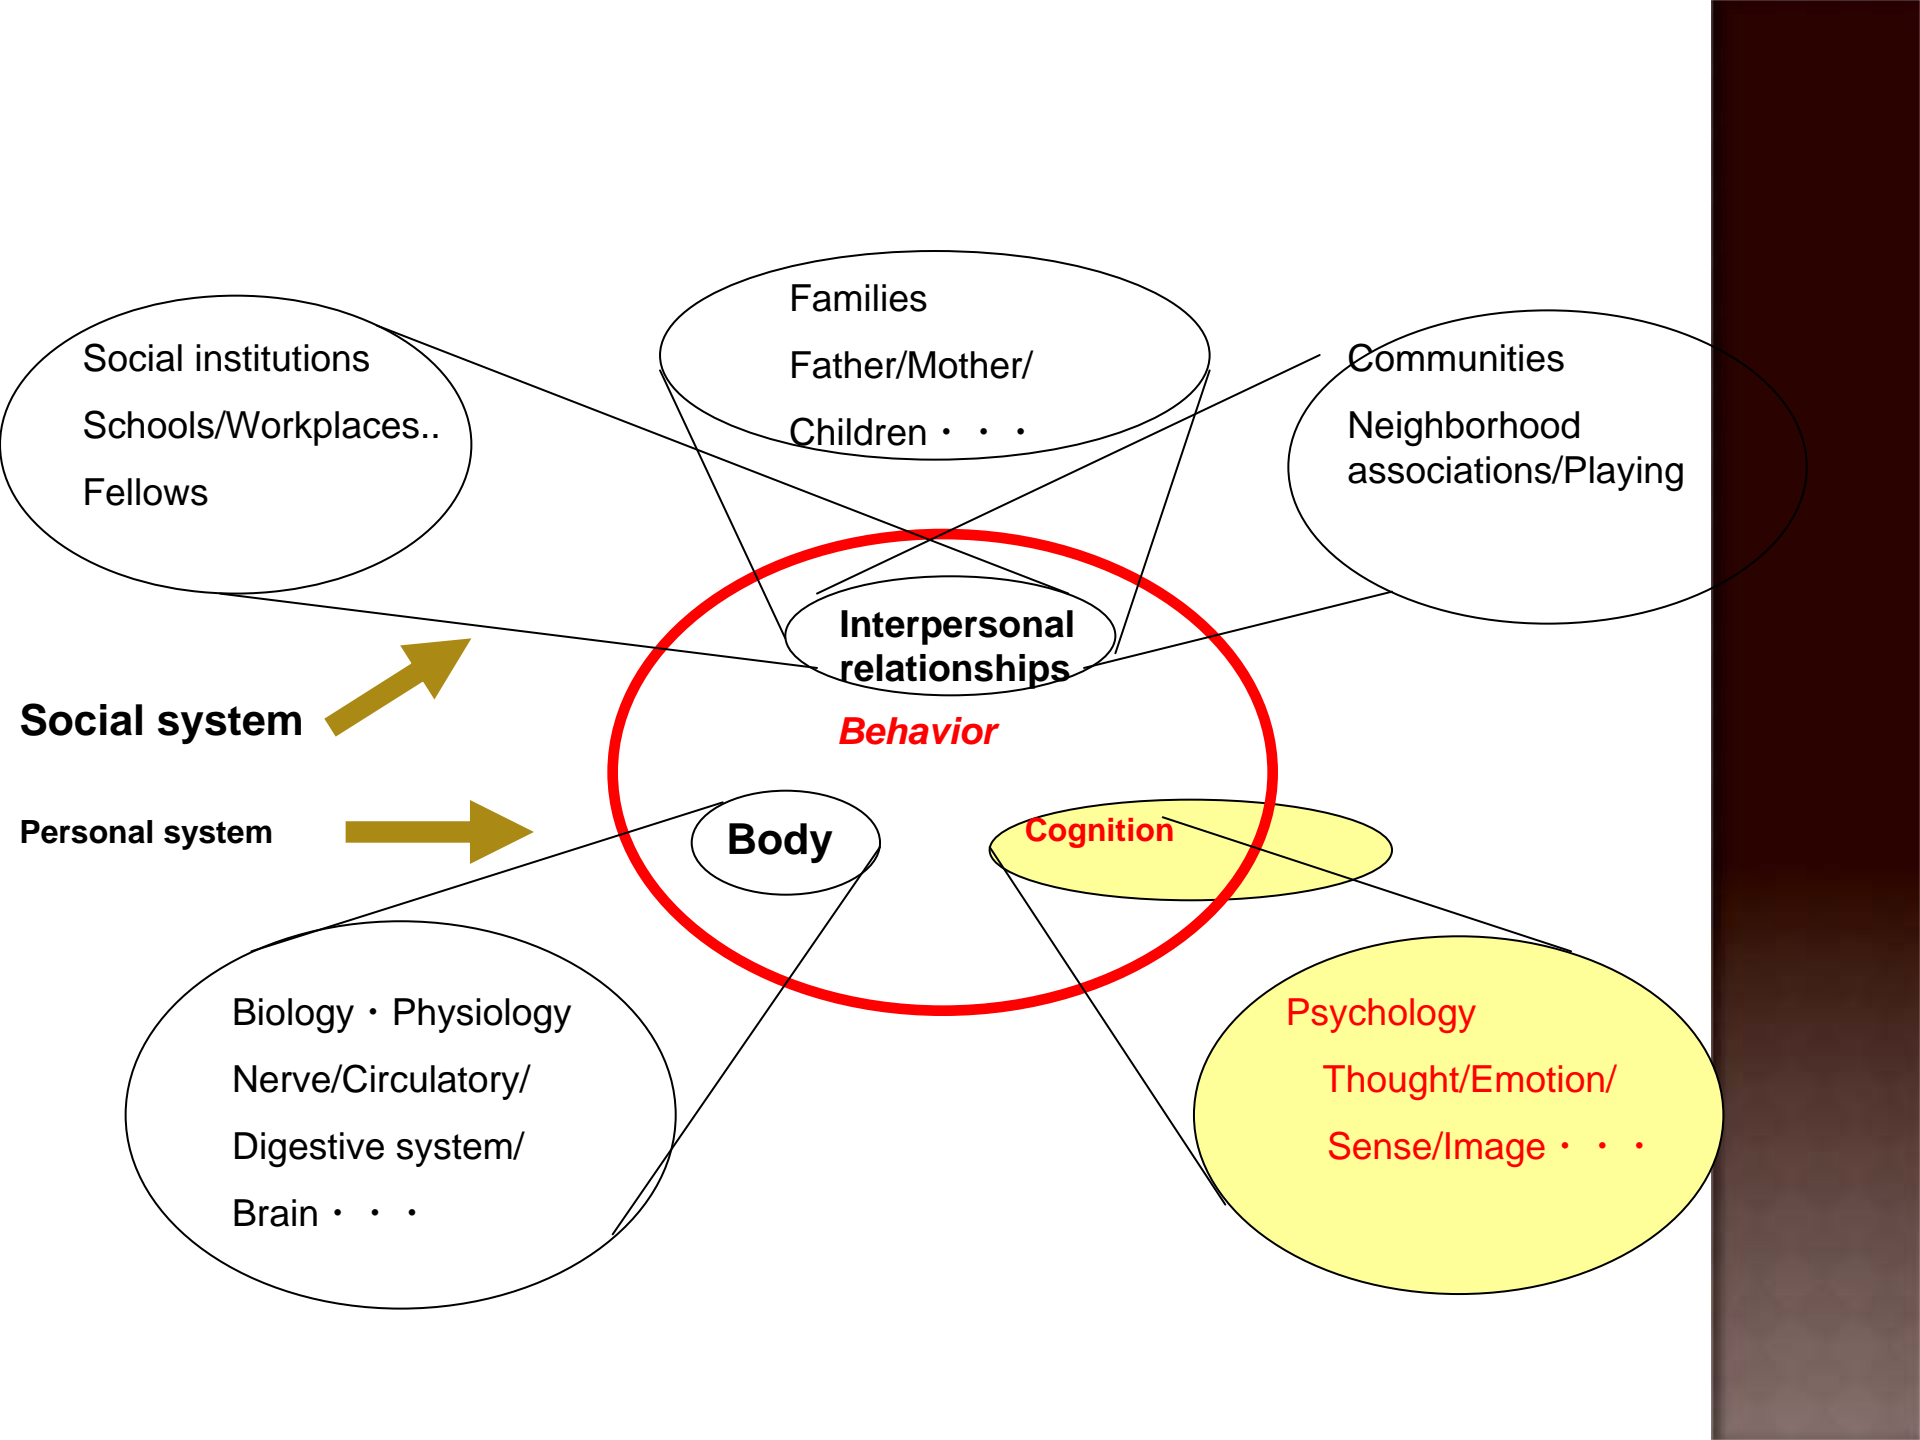 Families
Father/Mother/
Children・・・
Social institutions
Schools/Workplaces..
Fellows
Communities
Neighborhood
associations/Playing
Interpersonal
relationships
Behavior
Social system
Personal system
Body
Cognition
Biology・Physiology
Nerve/Circulatory/
Digestive system/
Brain・・・
Psychology
Thought/Emotion/
Sense/Image・・・